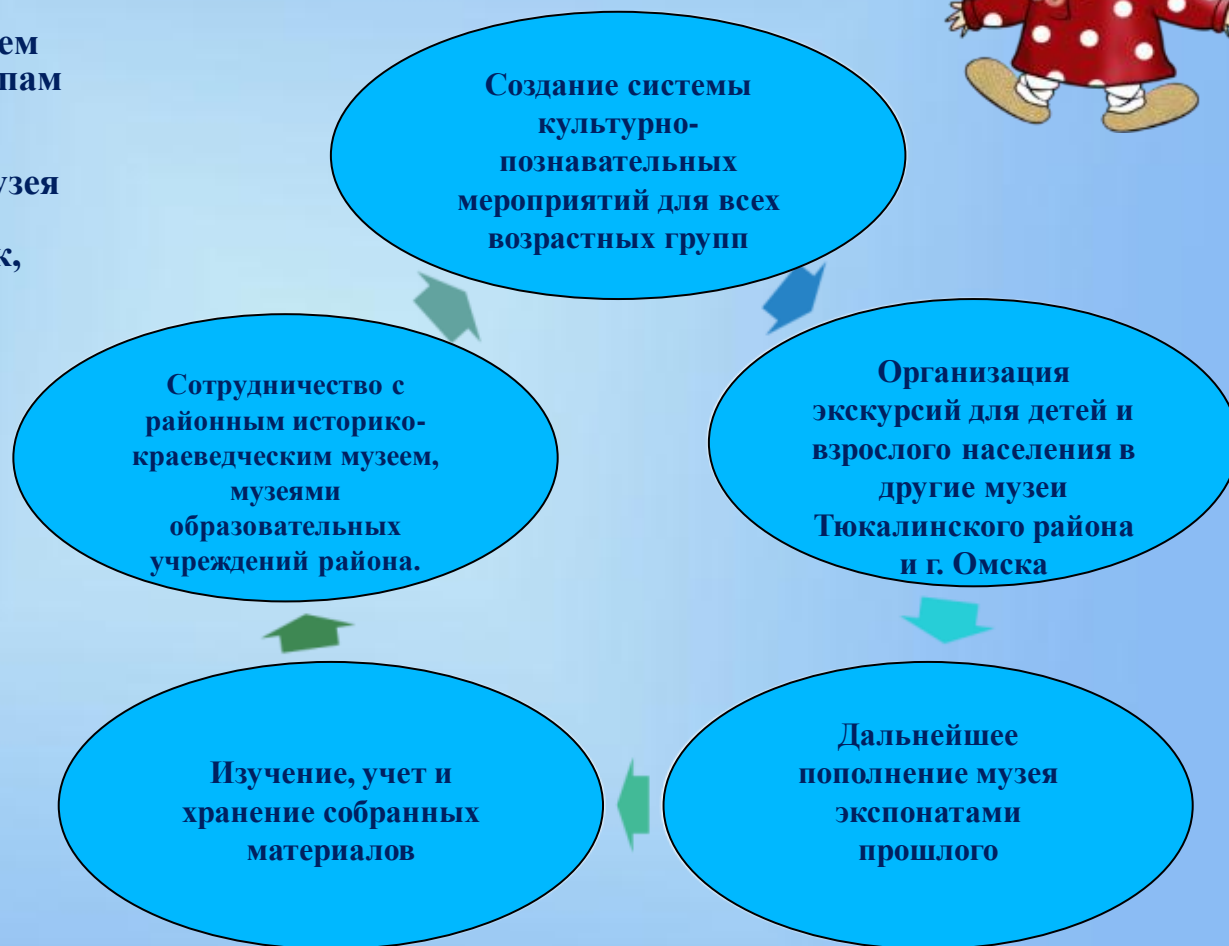 Создание системы
культурно-
познавательных
мероприятий для всех
возрастных групп
Организация
экскурсий для детей и
взрослого населения в
другие музеи
Тюкалинского района
и г. Омска
Дальнейшее
пополнение музея
экспонатами
прошлого
Изучение, учет и
хранение собранных
материалов
Сотрудничество с
районным историко-
краеведческим музеем,
музеями
образовательных
учреждений района.